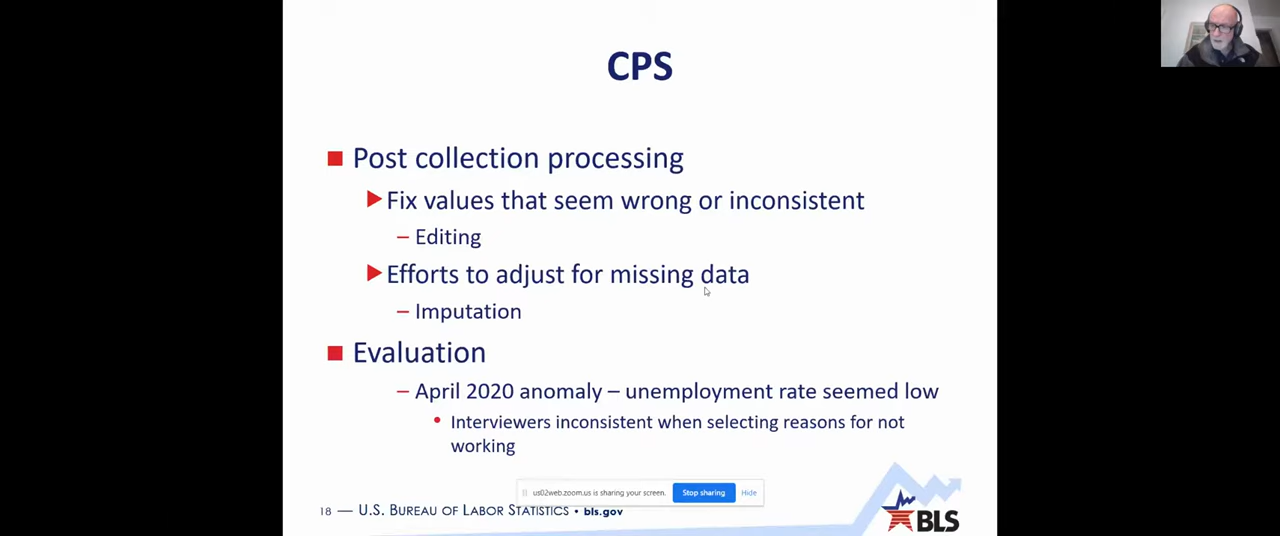 CPS
Post collection processing
Fix values that seem wrong or inconsistent
– Editing
Efforts to adjust for missing data
– Imputation
Evaluation
– April 2020 anomaly – unemployment rate seemed low
• Interviewers inconsistent when selecting reasons for not
working
us02web.zoom.us is sharing your screen. Stop sharing Hide
18 — U.S. BUREAU OF LABOR STATISTICS • bls.gov
BLS